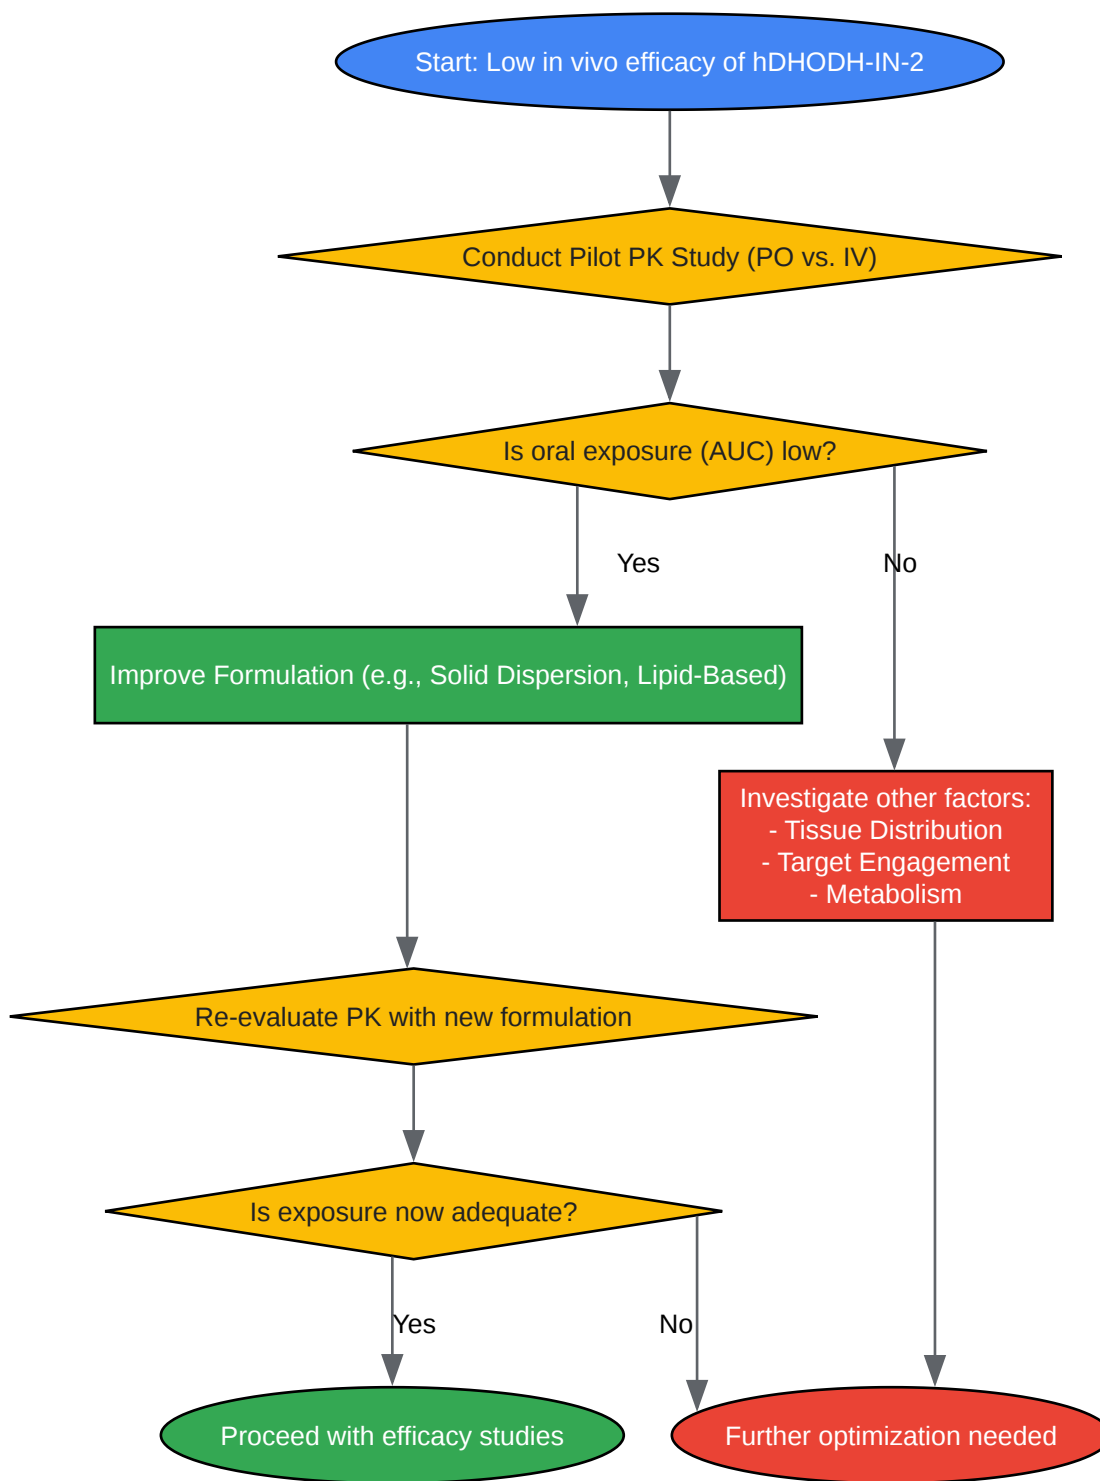 Start: Low in vivo efficacy of hDHODH-IN-2
Conduct Pilot PK Study (PO vs. IV)
Is oral exposure (AUC) low?
Yes
No
Improve Formulation (e.g., Solid Dispersion, Lipid-Based)
Investigate other factors:
- Tissue Distribution
- Target Engagement
- Metabolism
Re-evaluate PK with new formulation
Is exposure now adequate?
Yes
No
Proceed with efficacy studies
Further optimization needed